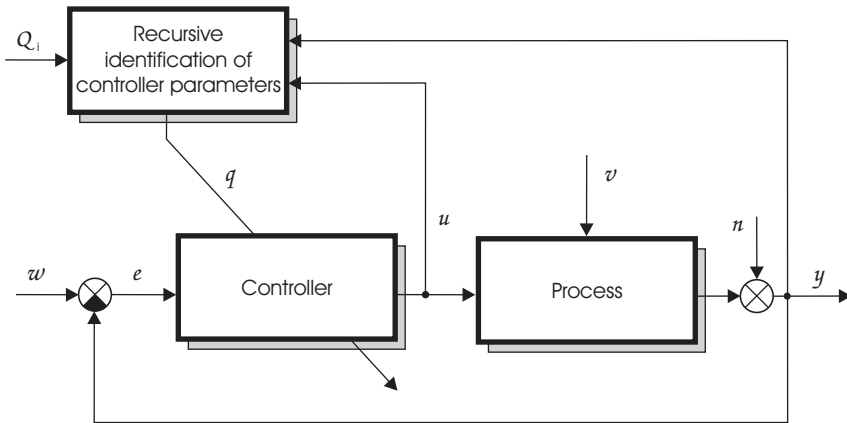 Q_i
Recursive
identification of
controller parameters
q
v
u
n
w
e
Controller
Process
y